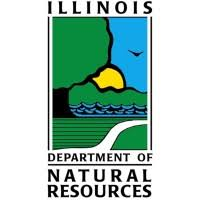 ILLINOIS
DEPARTMENT OF
NATURAL
RESOURCES